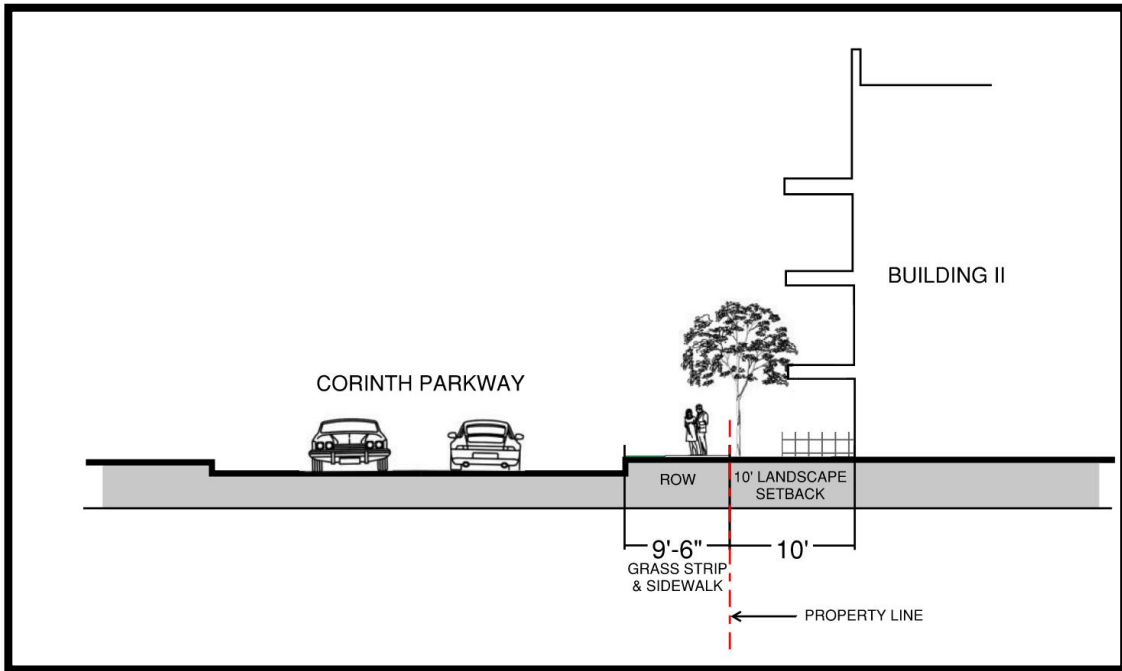 BUILDING II
CORINTH PARKWAY
ROW
10' LANDSCAPE
SETBACK
9'-6"
10'
GRASS STRIP
& SIDEWALK
PROPERTY LINE